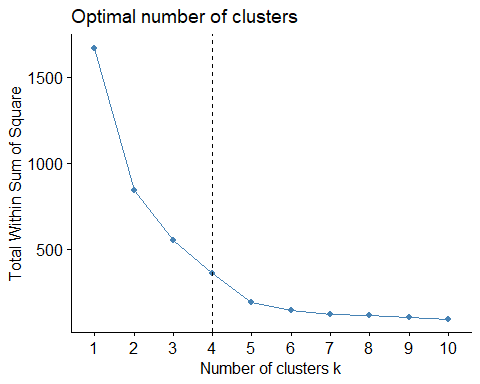 Optimal number of clusters
Total Within Sum of Square
1500
1000
500
1 2 3 4 5 6 7 8 9 10
Number of clusters k